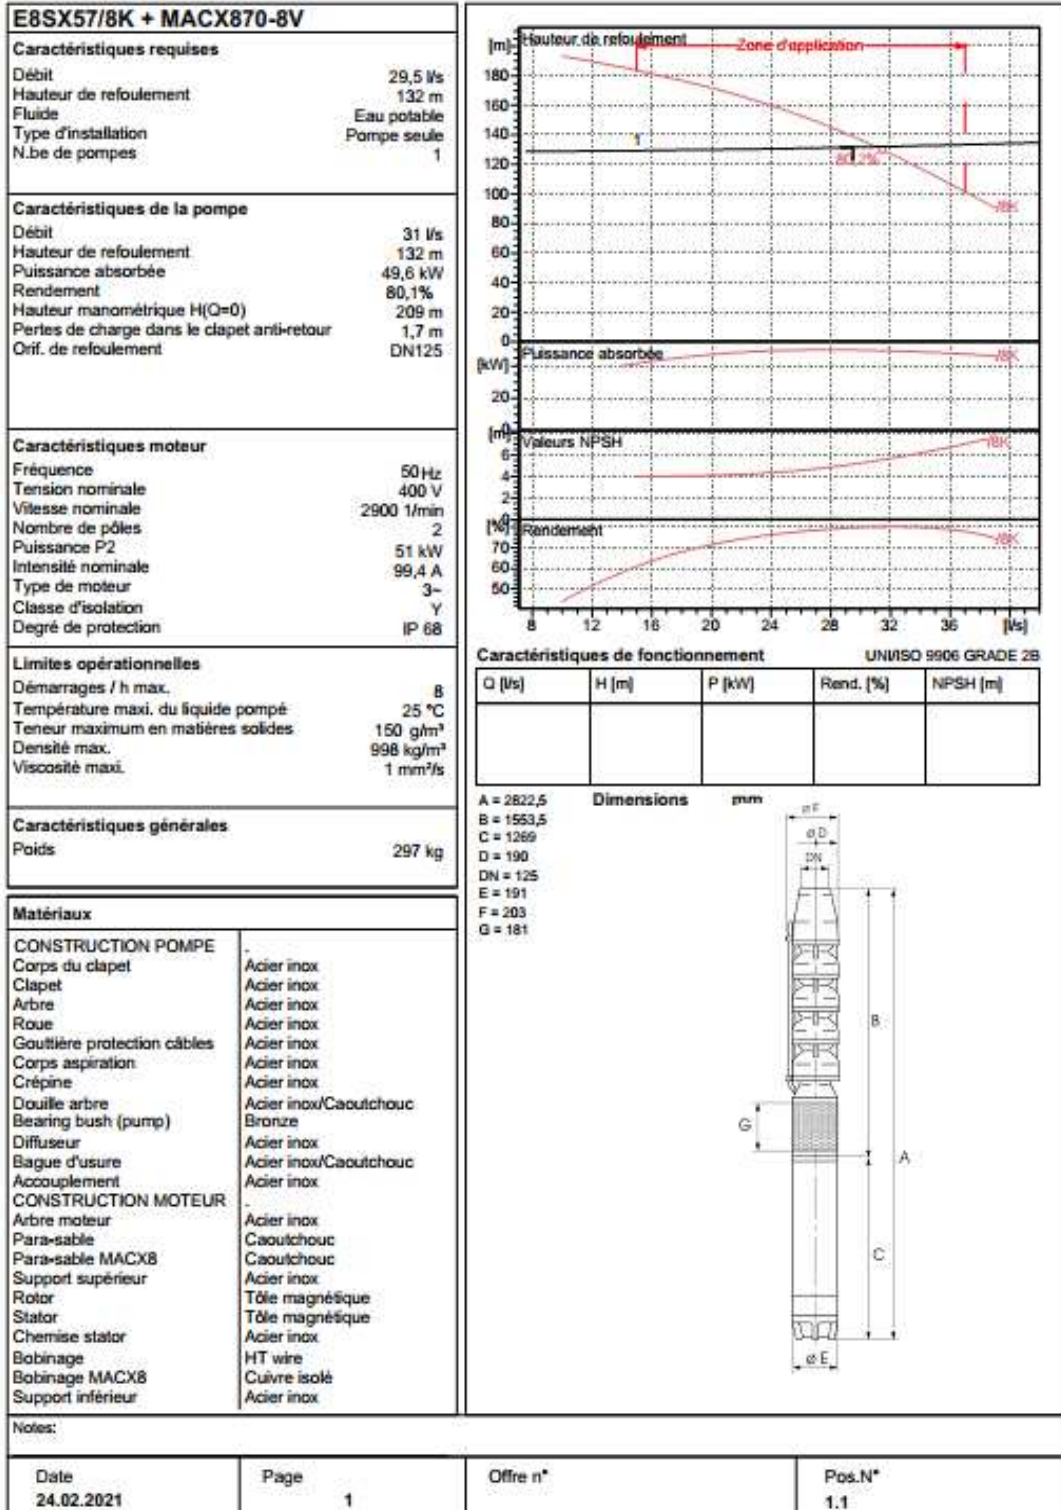 E8SX57/8K + MACX870-8V
Caractéristiques requises
Débit 29,5 l/s
Hauteur de refoulement 132 m
Fluide Eau potable
Type d'installation Pompe seule
N.be de pompes 1
Caractéristiques de la pompe
Débit 31 l/s
Hauteur de refoulement 132 m
Puissance absorbée 49,6 kW
Rendement 80,1%
Hauteur manométrique H(Q=0) 209 m
Pertes de charge dans le clapet anti-retour 1,7 m
Orif. de refoulement DN125
Caractéristiques moteur
Fréquence 50 Hz
Tension nominale 400 V
Vitesse nominale 2900 1/min
Nombre de pôles 2
Puissance P2 51 kW
Intensité nominale 99,4 A
Type de moteur 3~
Classe d'isolation Y
Degré de protection IP 68
Limites opérationnelles
Démarrages / h max. 8
Température maxi. du liquide pompé 25 °C
Teneur maximum en matières solides 150 g/m³
Densité max. 998 kg/m³
Viscosité maxi. 1 mm²/s
Caractéristiques générales
Poids 297 kg
Matériaux
CONSTRUCTION POMPE .
Corps du clapet Acier inox
Clapet Acier inox
Arbre Acier inox
Roue Acier inox
Gouttière protection câbles Acier inox
Corps aspiration Acier inox
Crépine Acier inox
Douille arbre Acier inox/Caoutchouc
Bearing bush (pump) Bronze
Diffuseur Acier inox
Bague d'usure Acier inox/Caoutchouc
Accouplement Acier inox
CONSTRUCTION MOTEUR .
Arbre moteur Acier inox
Para-sable Caoutchouc
Para-sable MACX8 Caoutchouc
Support supérieur Acier inox
Rotor Tôle magnétique
Stator Tôle magnétique
Chemise stator Acier inox
Bobinage HT wire
Bobinage MACX8 Cuivre isolé
Support inférieur Acier inox
[m] Hauteur de refoulement Zone d'application
180
160
140 1
120 80,2%
100
80 /8K
60
40
20
0
Puissance absorbée /8K
[kW]
20
0
[m] Valeurs NPSH /8K
6
4
2
0
[%] Rendement
70 /8K
60
50
8 12 16 20 24 28 32 36 [l/s]
Caractéristiques de fonctionnement UNI/ISO 9906 GRADE 2B
Q [l/s] H [m] P [kW] Rend. [%] NPSH [m]
A = 2822,5 Dimensions mm
B = 1553,5
C = 1269
D = 190
DN = 125
E = 191
F = 203
G = 181
ø F
ø D
DN
B
G
A
C
ø E
Notes:
Date Page Offre n° Pos.N°
24.02.2021 1 1.1